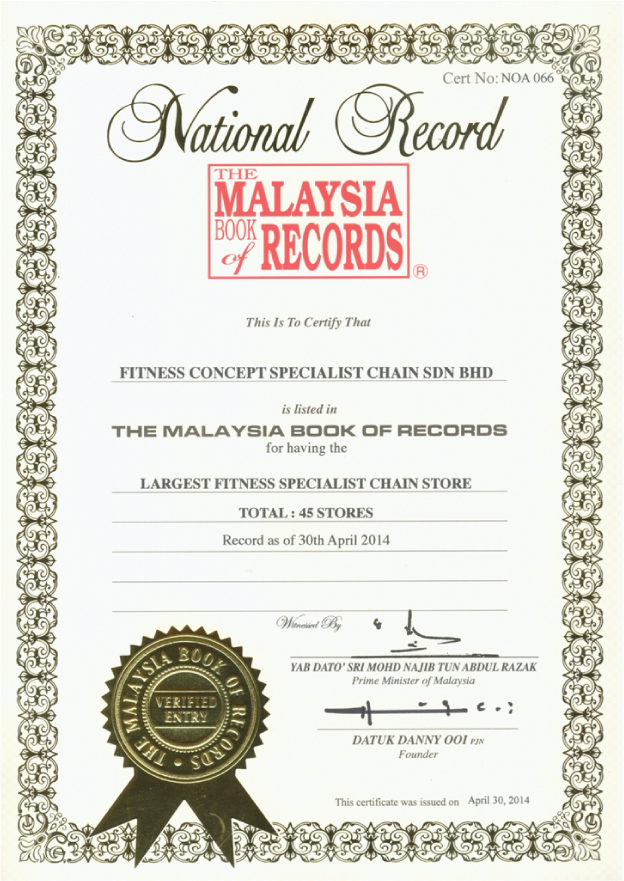 Cert No: NOA 066
National Record
THE
MALAYSIA
BOOK
of RECORDS ®
This Is To Certify That
FITNESS CONCEPT SPECIALIST CHAIN SDN BHD
is listed in
THE MALAYSIA BOOK OF RECORDS
for having the
LARGEST FITNESS SPECIALIST CHAIN STORE
TOTAL : 45 STORES
Record as of 30th April 2014
Witnessed By
YAB DATO' SRI MOHD NAJIB TUN ABDUL RAZAK
Prime Minister of Malaysia
DATUK DANNY OOI PJN
Founder
THE MALAYSIA BOOK OF RECORDS
VERIFIED
ENTRY
This certificate was issued on April 30, 2014